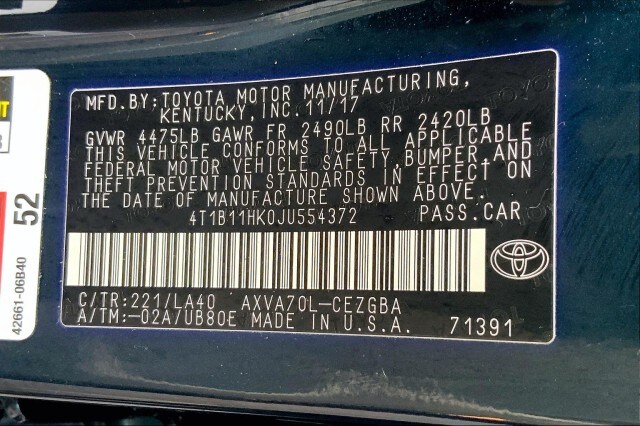 MFD.BY:TOYOTA MOTOR MANUFACTURING,
KENTUCKY,INC.11/17
GVWR 4475LB GAWR FR 2490LB RR 2420LB
THIS VEHICLE CONFORMS TO ALL APPLICABLE
FEDERAL MOTOR VEHICLE SAFETY,BUMPER,AND
THEFT PREVENTION STANDARDS IN EFFECT ON
THE DATE OF MANUFACTURE SHOWN ABOVE.
4T1B11HK0JU554372 PASS.CAR
C/TR:221/LA40 AXVA70L-CEZGBA
A/TM:-02A/UB80E MADE IN U.S.A. 71391
52
42661-06B40